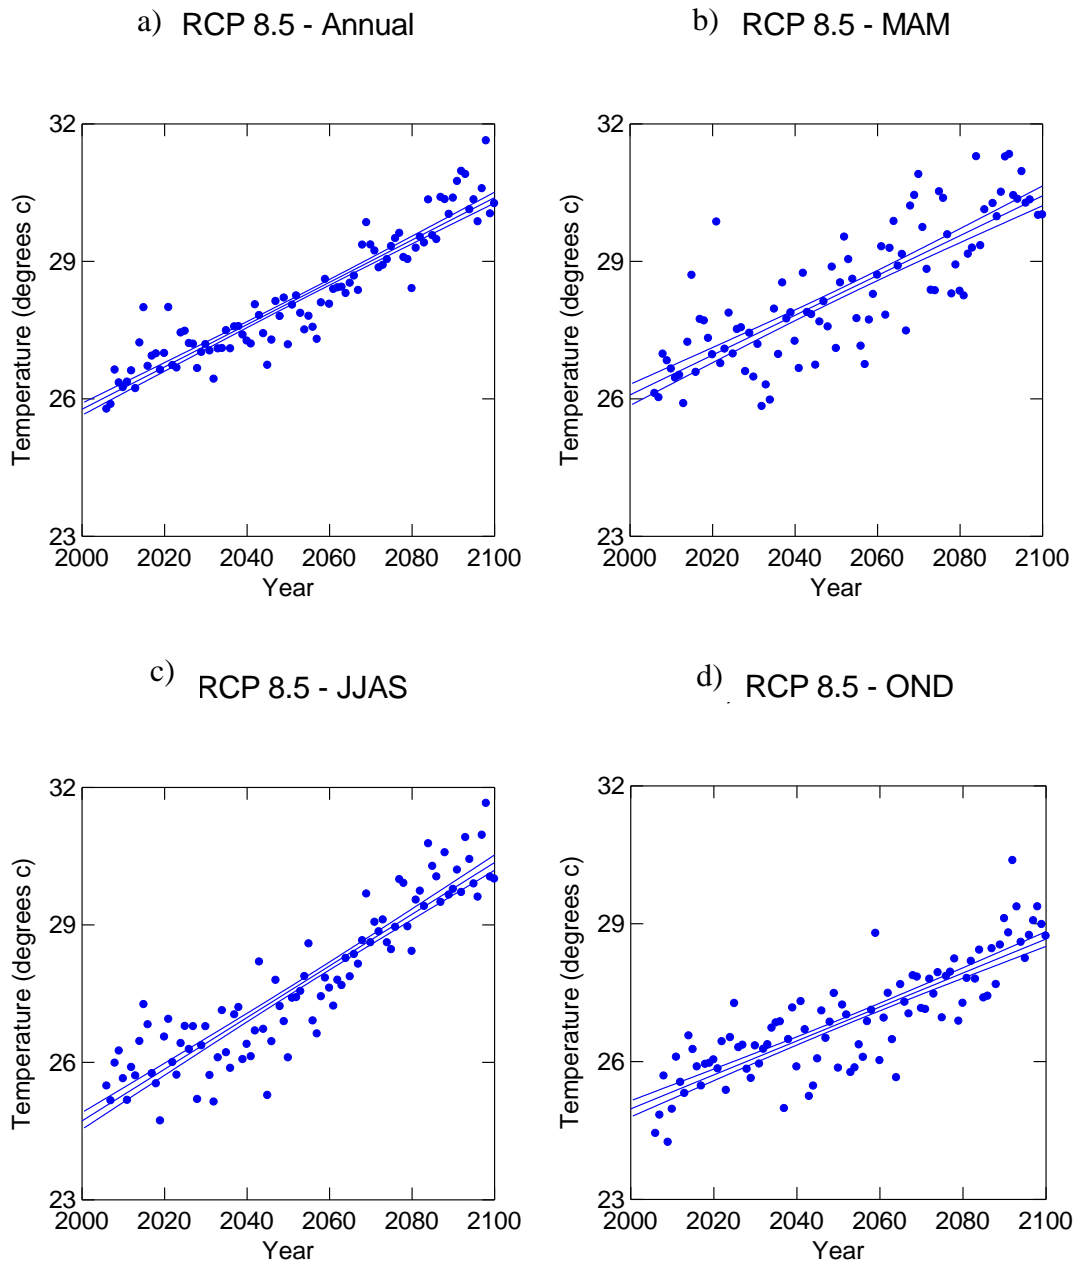 a) RCP 8.5 - Annual
32
29
26
23
Temperature (degrees c)
2000 2020 2040 2060 2080 2100
Year
b) RCP 8.5 - MAM
32
29
26
23
Temperature (degrees c)
2000 2020 2040 2060 2080 2100
Year
c) RCP 8.5 - JJAS
32
29
26
23
Temperature (degrees c)
2000 2020 2040 2060 2080 2100
Year
d) RCP 8.5 - OND
32
29
26
23
Temperature (degrees c)
2000 2020 2040 2060 2080 2100
Year